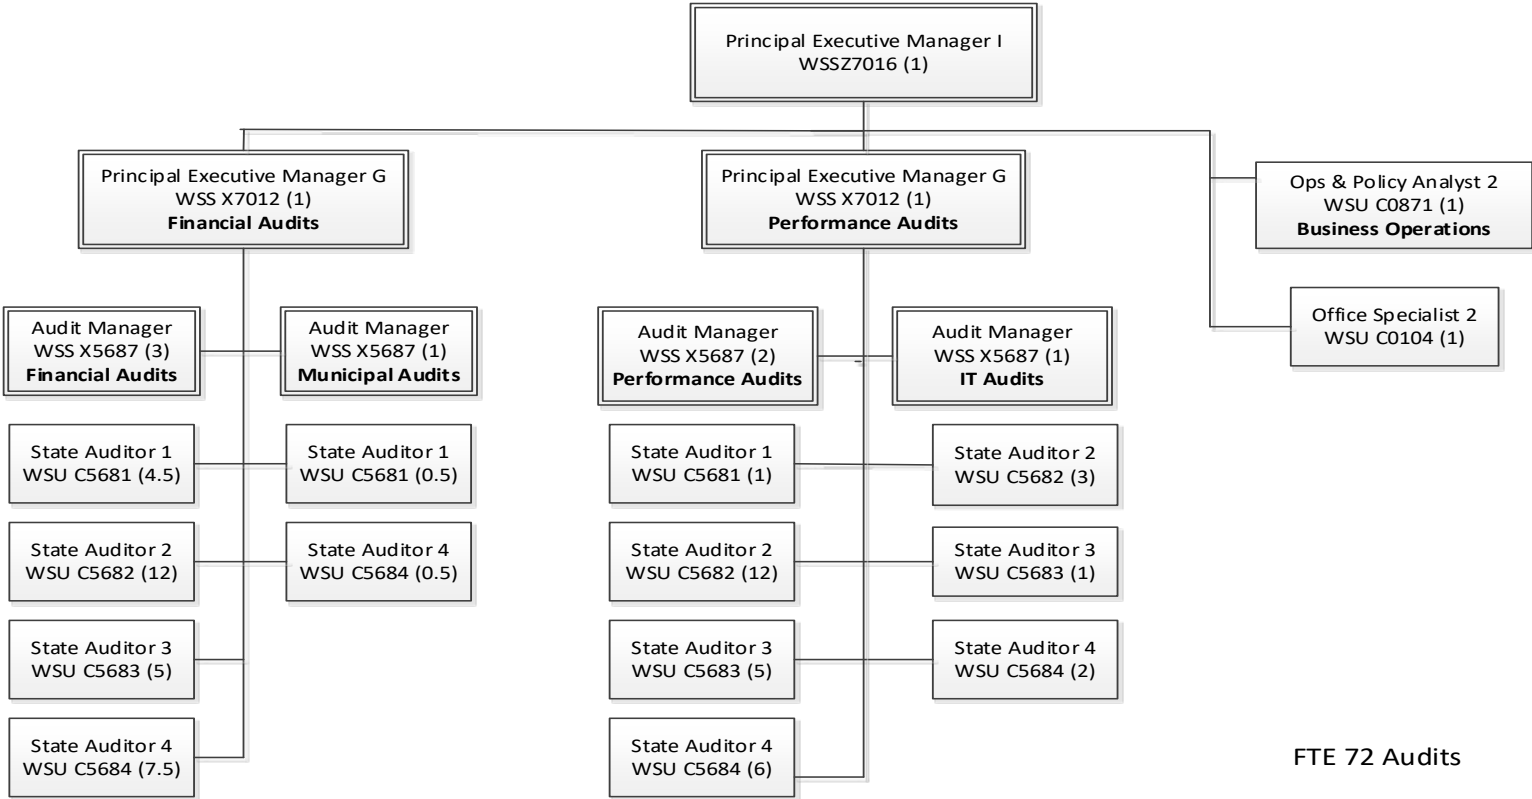 Principal Executive Manager I
WSSZ7016 (1)
Principal Executive Manager G
WSS X7012 (1)
Financial Audits
Principal Executive Manager G
WSS X7012 (1)
Performance Audits
Ops & Policy Analyst 2
WSU C0871 (1)
Business Operations
Office Specialist 2
WSU C0104 (1)
Audit Manager
WSS X5687 (3)
Financial Audits
Audit Manager
WSS X5687 (1)
Municipal Audits
Audit Manager
WSS X5687 (2)
Performance Audits
Audit Manager
WSS X5687 (1)
IT Audits
State Auditor 1
WSU C5681 (4.5)
State Auditor 1
WSU C5681 (0.5)
State Auditor 1
WSU C5681 (1)
State Auditor 2
WSU C5682 (3)
State Auditor 2
WSU C5682 (12)
State Auditor 4
WSU C5684 (0.5)
State Auditor 2
WSU C5682 (12)
State Auditor 3
WSU C5683 (1)
State Auditor 3
WSU C5683 (5)
State Auditor 3
WSU C5683 (5)
State Auditor 4
WSU C5684 (2)
State Auditor 4
WSU C5684 (7.5)
State Auditor 4
WSU C5684 (6)
FTE 72 Audits